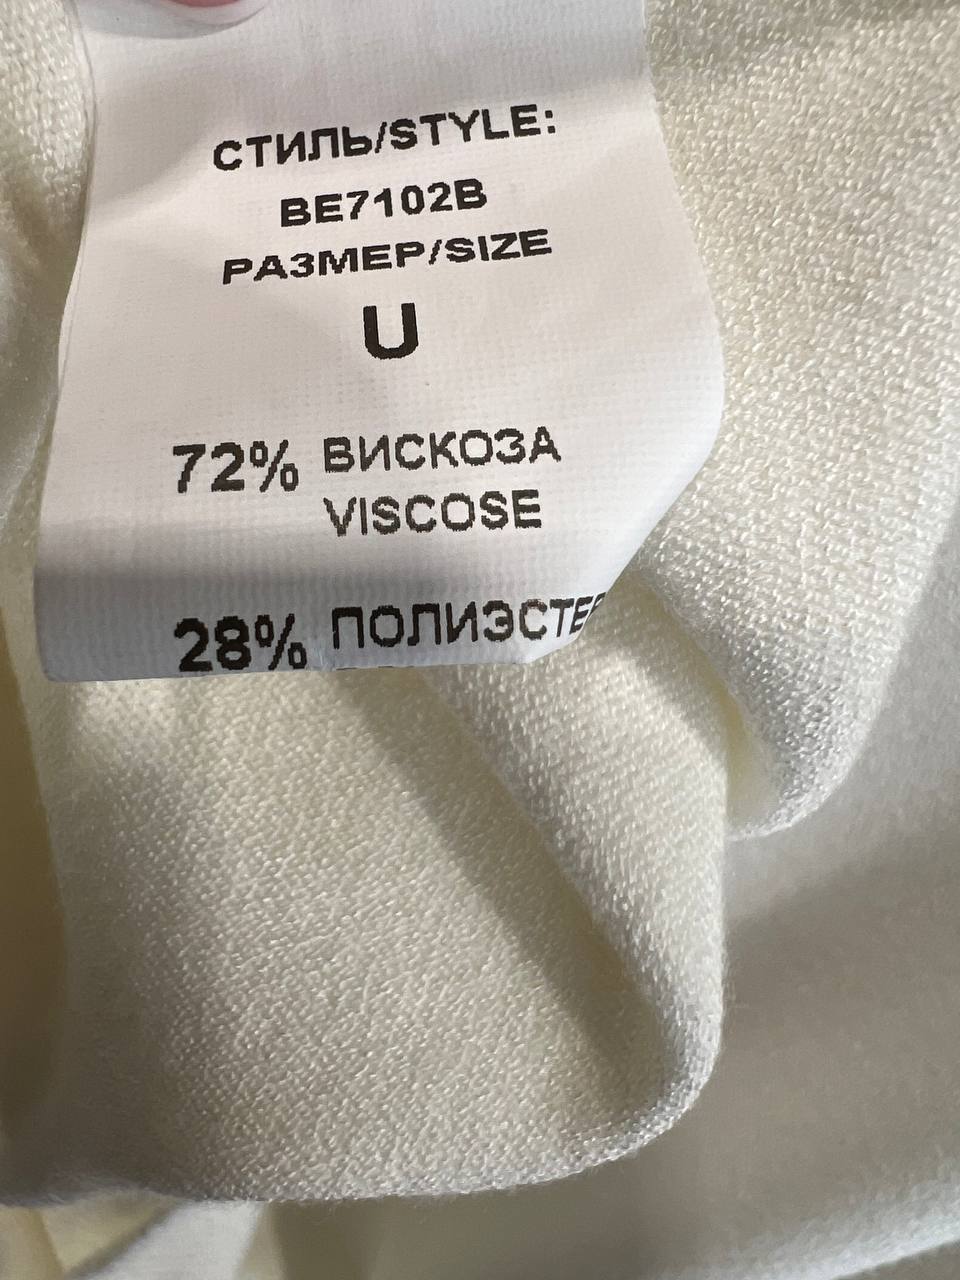 СТИЛЬ/STYLE:
BE7102B
РАЗМЕР/SIZE
U
72% ВИСКОЗА
VISCOSE
28% ПОЛИЭСТЕР